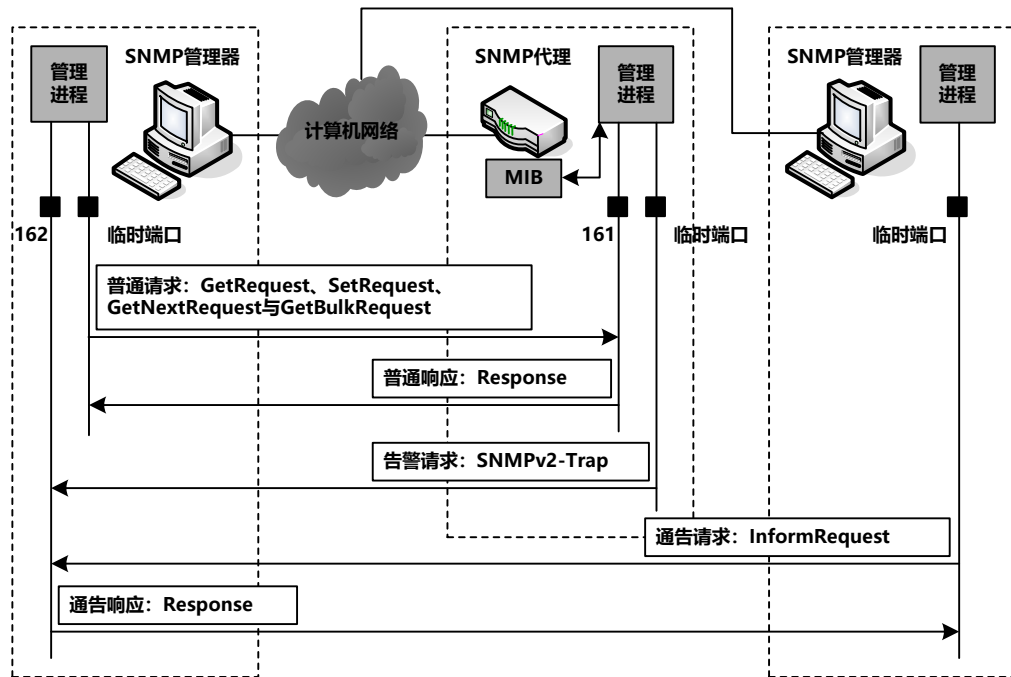 SNMP管理器
SNMP代理
SNMP管理器
管理
进程
管理
进程
管理
进程
计算机网络
MIB
162
临时端口
161
临时端口
临时端口
普通请求：GetRequest、SetRequest、
GetNextRequest与GetBulkRequest
普通响应：Response
告警请求：SNMPv2-Trap
通告请求：InformRequest
通告响应：Response